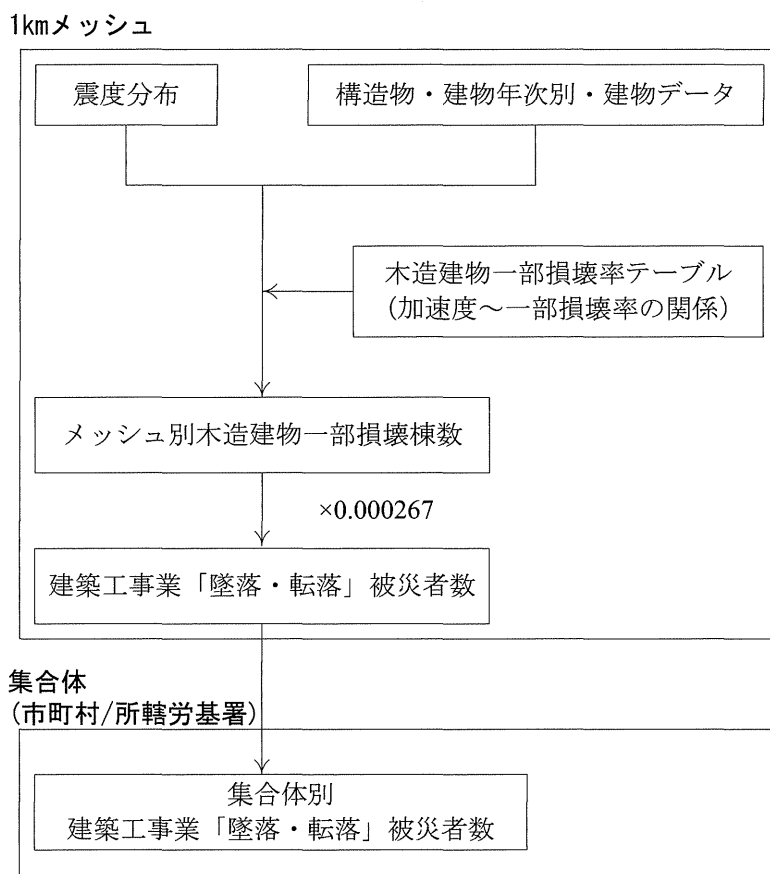 1kmメッシュ
震度分布
構造物・建物年次別・建物データ
木造建物一部損壊率テーブル
(加速度～一部損壊率の関係)
メッシュ別木造建物一部損壊棟数
×0.000267
建築工事業「墜落・転落」被災者数
集合体
(市町村/所轄労基署)
集合体別
建築工事業「墜落・転落」被災者数